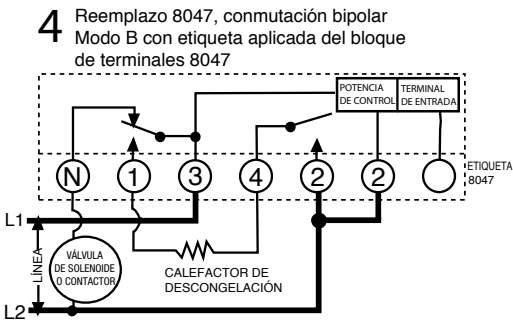 4
Reemplazo 8047, conmutación bipolar
Modo B con etiqueta aplicada del bloque
de terminales 8047
POTENCIA
DE CONTROL
TERMINAL
DE ENTRADA
N
1
3
4
2
2
ETIQUETA
8047
L1
LÍNEA
VÁLVULA
DE SOLENOIDE
O CONTACTOR
CALEFACTOR DE
DESCONGELACIÓN
L2